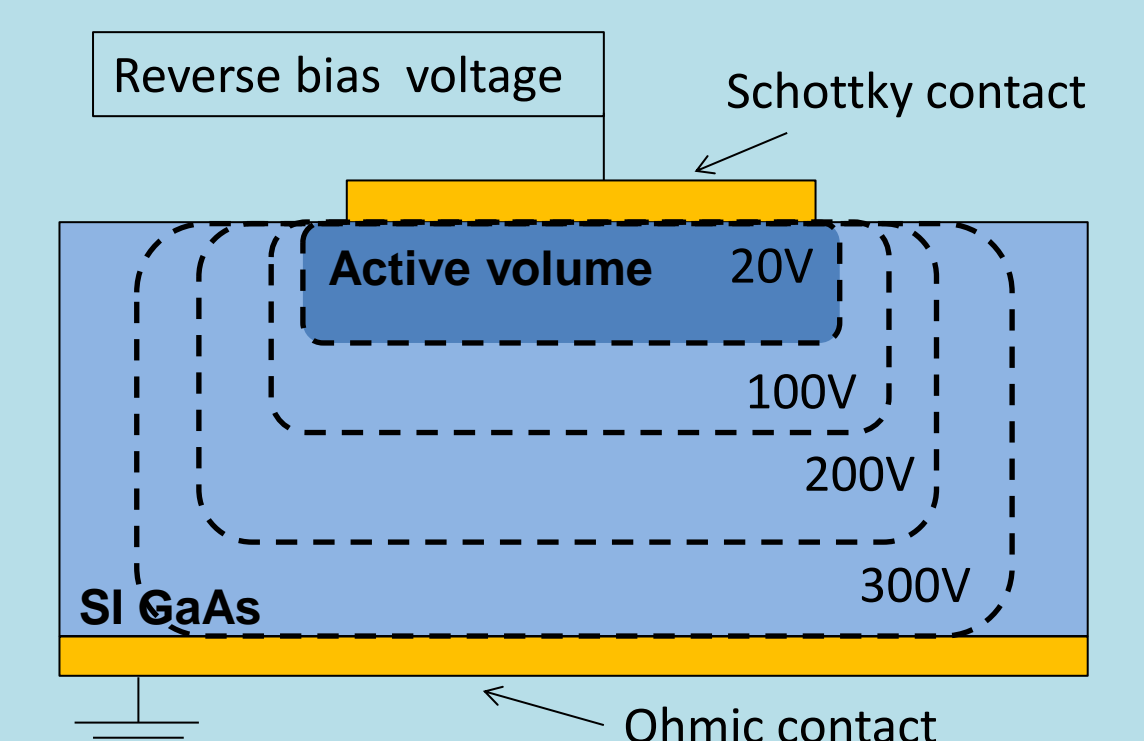 Reverse bias  voltage
Schottky contact
Active volume
20V
100V
200V
300V
SI GaAs
Ohmic contact